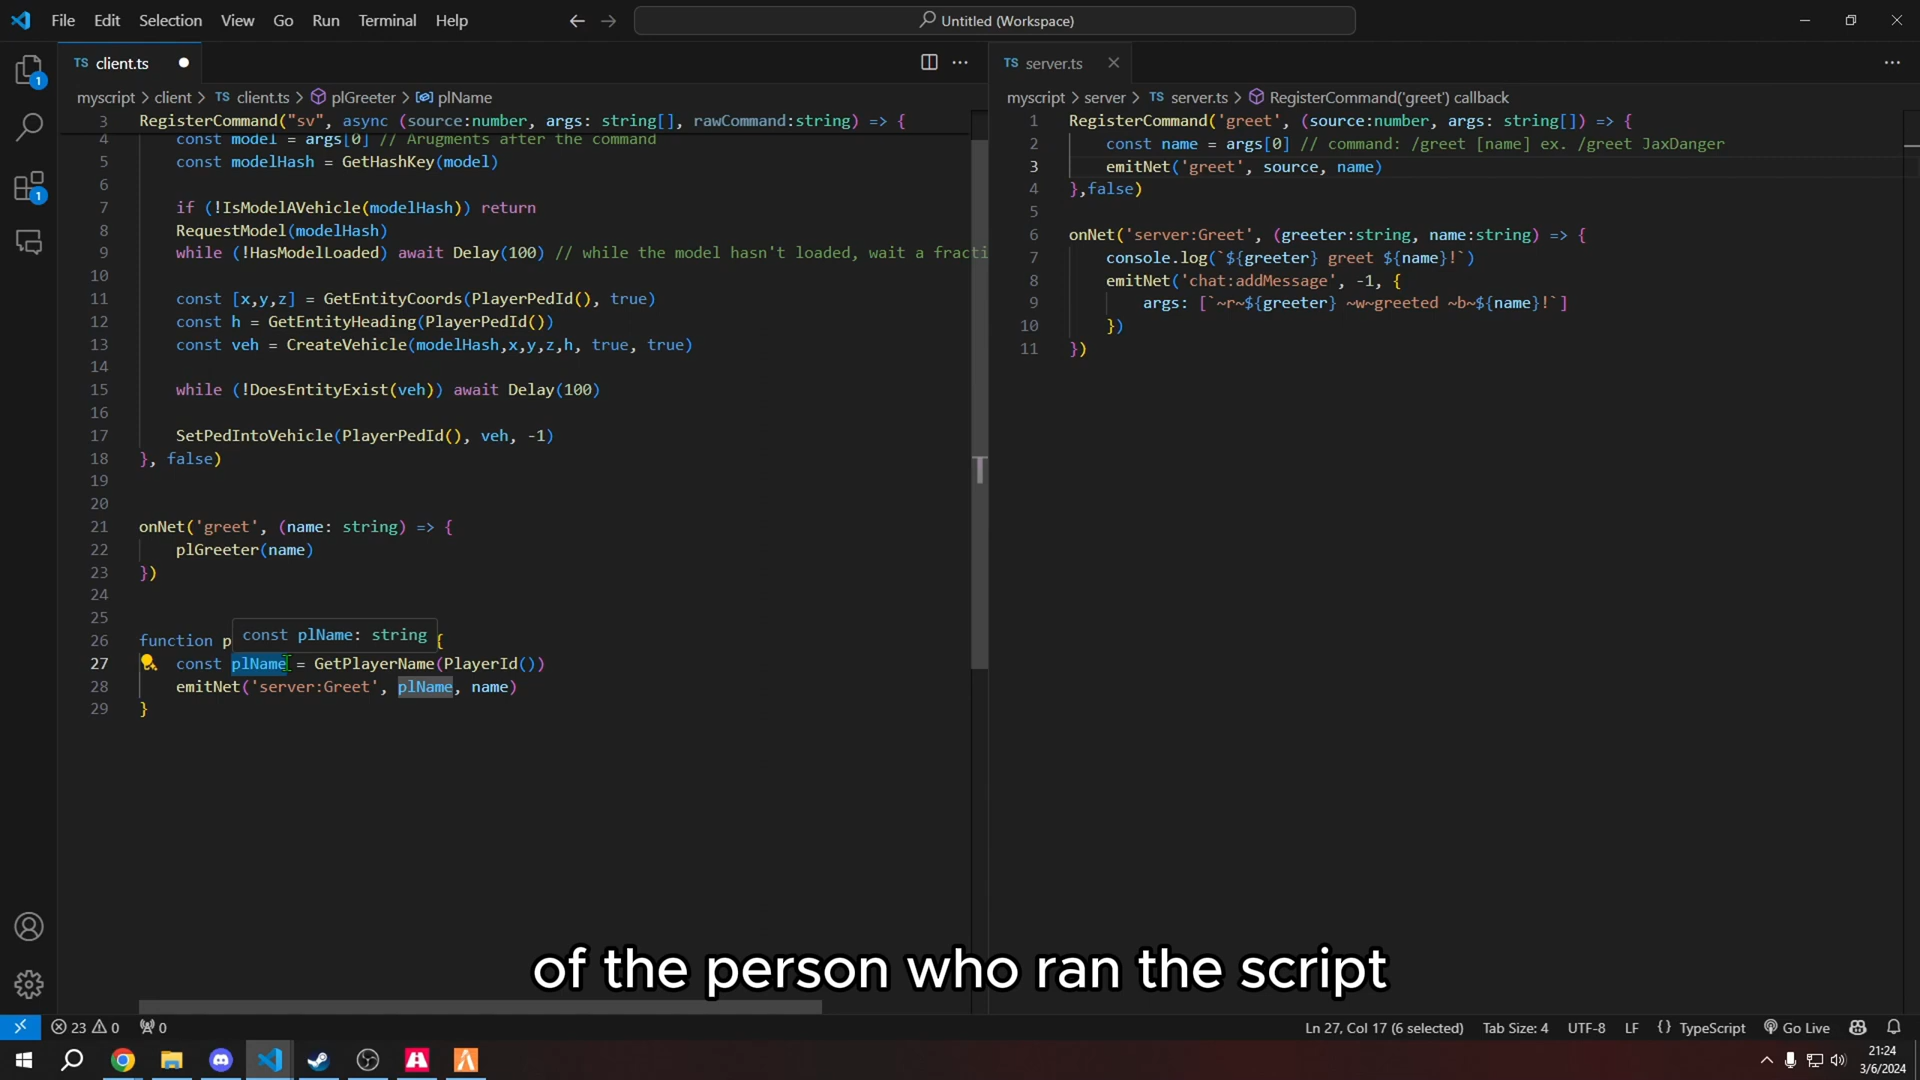 File Edit Selection View Go Run Terminal Help
Untitled (Workspace)
TS client.ts
TS server.ts
myscript > client > TS client.ts > plGreeter > plName
myscript > server > TS server.ts > RegisterCommand('greet') callback
3 RegisterCommand("sv", async (source:number, args: string[], rawCommand:string) => {
4 const model = args[0] // Arugments after the command
5 const modelHash = GetHashKey(model)
6
7 if (!IsModelAVehicle(modelHash)) return
8 RequestModel(modelHash)
9 while (!HasModelLoaded) await Delay(100) // while the model hasn't loaded, wait a fracti
10
11 const [x,y,z] = GetEntityCoords(PlayerPedId(), true)
12 const h = GetEntityHeading(PlayerPedId())
13 const veh = CreateVehicle(modelHash,x,y,z,h, true, true)
14
15 while (!DoesEntityExist(veh)) await Delay(100)
16
17 SetPedIntoVehicle(PlayerPedId(), veh, -1)
18 }, false)
19
20
21 onNet('greet', (name: string) => {
22 plGreeter(name)
23 })
24
25
const plName: string
26 function p {
27 const plName = GetPlayerName(PlayerId())
28 emitNet('server:Greet', plName, name)
29 }
1 RegisterCommand('greet', (source:number, args: string[]) => {
2 const name = args[0] // command: /greet [name] ex. /greet JaxDanger
3 emitNet('greet', source, name)
4 },false)
5
6 onNet('server:Greet', (greeter:string, name:string) => {
7 console.log(`${greeter} greet ${name}!`)
8 emitNet('chat:addMessage', -1, {
9 args: [`~r~${greeter} ~w~greeted ~b~${name}!`]
10 })
11 })
1
1
of the person who ran the script
23 0 0
Ln 27, Col 17 (6 selected) Tab Size: 4 UTF-8 LF {} TypeScript Go Live
21:24
3/6/2024